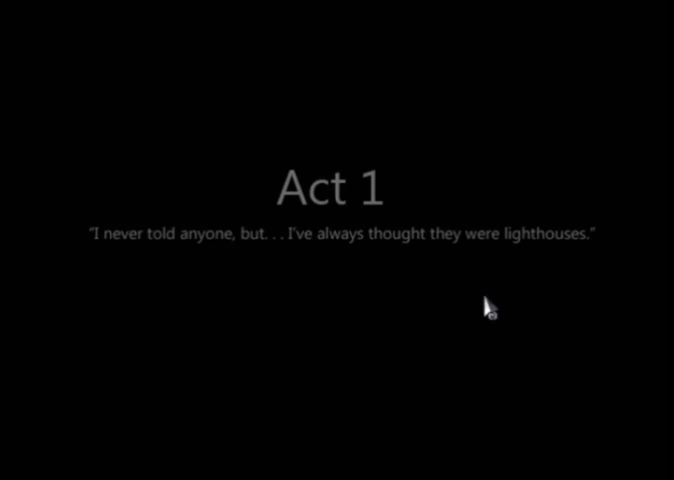 Act 1
“I never told anyone, but. . . I've always thought they were lighthouses.”